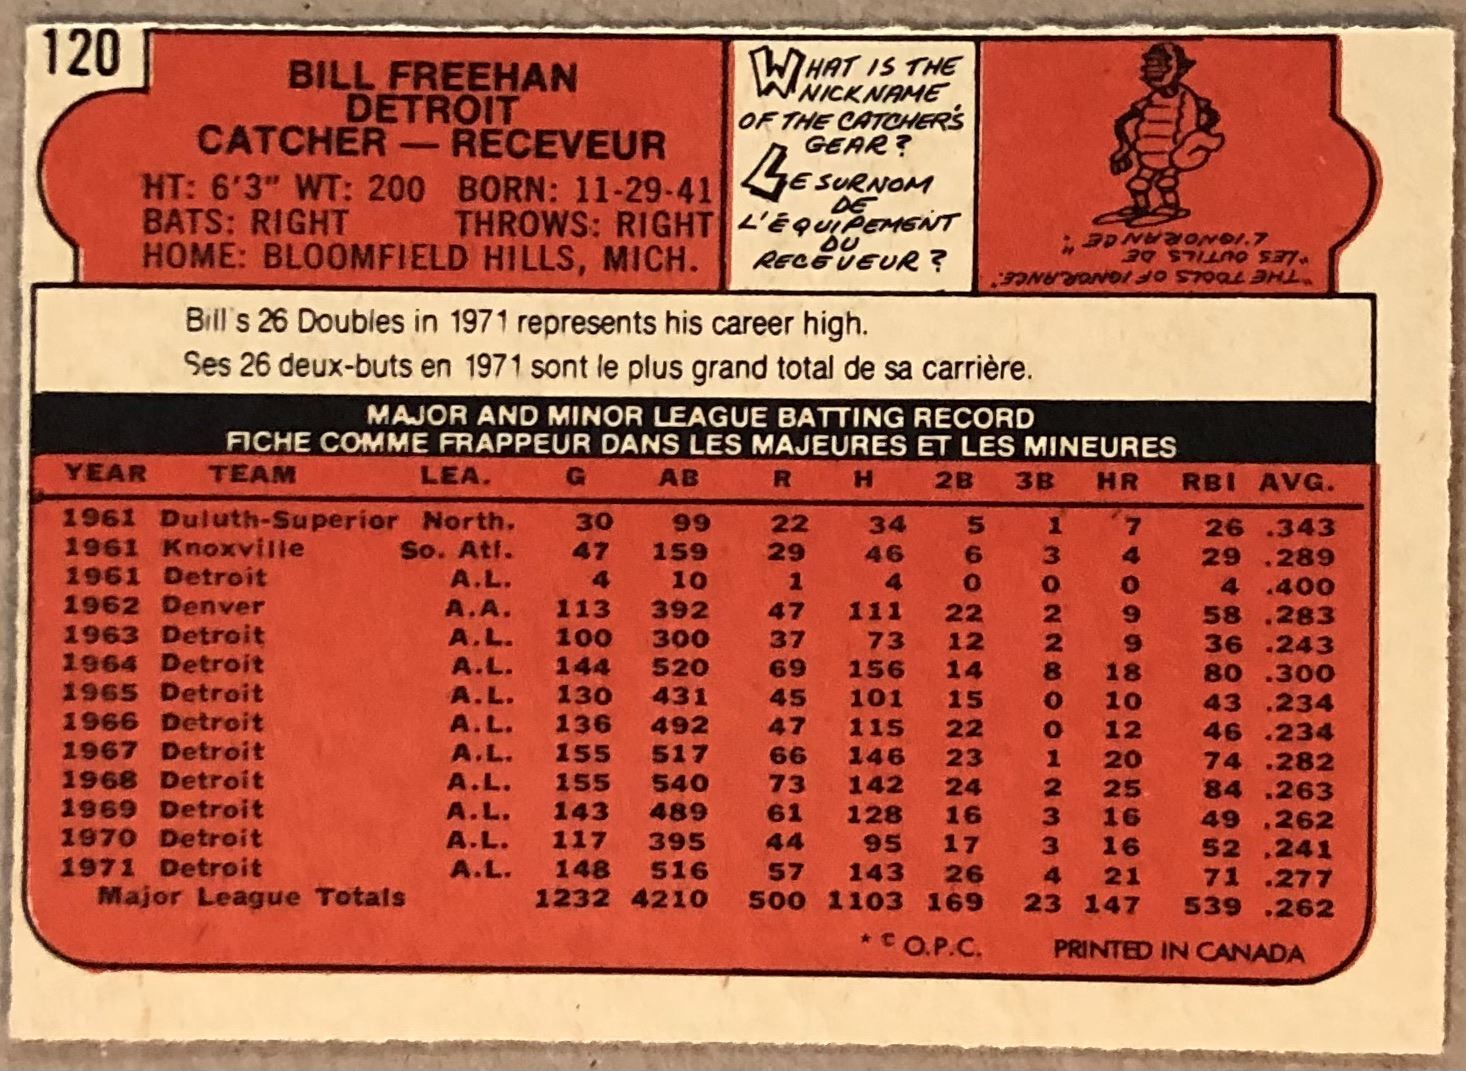 120
BILL FREEHAN
DETROIT
CATCHER — RECEVEUR
HT: 6'3" WT: 200 BORN: 11-29-41
BATS: RIGHT THROWS: RIGHT
HOME: BLOOMFIELD HILLS, MICH.
WHAT IS THE
NICKNAME
OF THE CATCHER'S
GEAR?
LE SURNOM
DE
L'ÉQUIPEMENT
DU
RECEVEUR?
"THE TOOLS OF IGNORANCE."
"LES OUTILS DE
L'IGNORANCE."
Bill's 26 Doubles in 1971 represents his career high.
Ses 26 deux-buts en 1971 sont le plus grand total de sa carrière.
MAJOR AND MINOR LEAGUE BATTING RECORD
FICHE COMME FRAPPEUR DANS LES MAJEURES ET LES MINEURES
YEAR TEAM LEA. G AB R H 2B 3B HR RBI AVG.
1961 Duluth-Superior North. 30 99 22 34 5 1 7 26 .343
1961 Knoxville So. Atl. 47 159 29 46 6 3 4 29 .289
1961 Detroit A.L. 4 10 1 4 0 0 0 4 .400
1962 Denver A.A. 113 392 47 111 22 2 9 58 .283
1963 Detroit A.L. 100 300 37 73 12 2 9 36 .243
1964 Detroit A.L. 144 520 69 156 14 8 18 80 .300
1965 Detroit A.L. 130 431 45 101 15 0 10 43 .234
1966 Detroit A.L. 136 492 47 115 22 0 12 46 .234
1967 Detroit A.L. 155 517 66 146 23 1 20 74 .282
1968 Detroit A.L. 155 540 73 142 24 2 25 84 .263
1969 Detroit A.L. 143 489 61 128 16 3 16 49 .262
1970 Detroit A.L. 117 395 44 95 17 3 16 52 .241
1971 Detroit A.L. 148 516 57 143 26 4 21 71 .277
Major League Totals 1232 4210 500 1103 169 23 147 539 .262
* © O.P.C. PRINTED IN CANADA